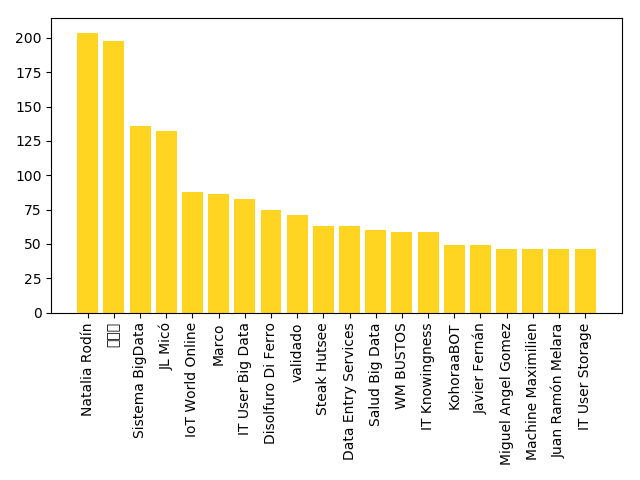 200
175
150
125
100
75
50
25
0
Natalia Rodín
Sistema BigData
JL Micó
IoT World Online
Marco
IT User Big Data
Disolfuro Di Ferro
validado
Steak Hutsee
Data Entry Services
Salud Big Data
WM BUSTOS
IT Knowingness
KohoraaBOT
Javier Fernán
Miguel Angel Gomez
Machine Maximilien
Juan Ramón Melara
IT User Storage